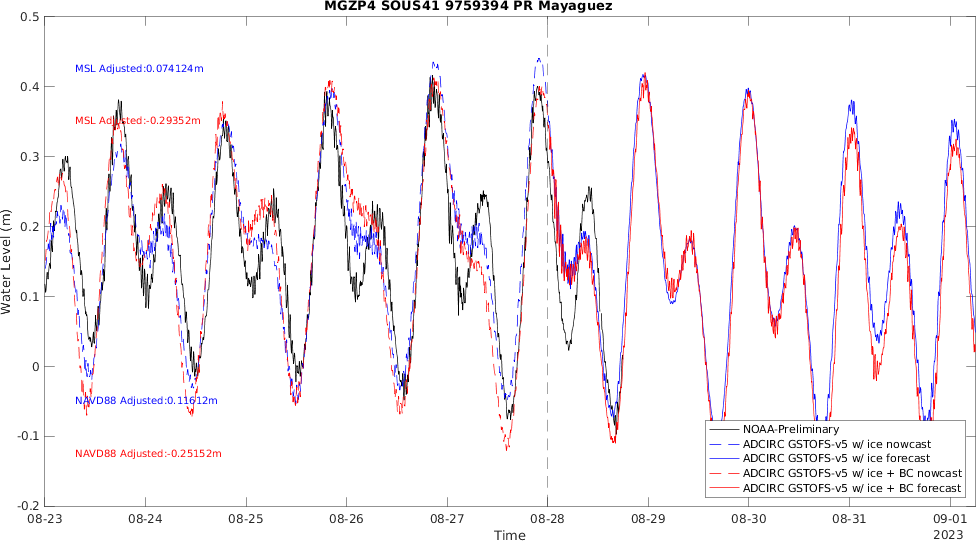 MGZP4 SOUS41 9759394 PR Mayaguez
0.5
0.4
0.3
0.2
0.1
0
-0.1
-0.2
Water Level (m)
MSL Adjusted:0.074124m
MSL Adjusted:-0.29352m
NAVD88 Adjusted:0.11612m
NAVD88 Adjusted:-0.25152m
NOAA-Preliminary
ADCIRC GSTOFS-v5 w/ ice nowcast
ADCIRC GSTOFS-v5 w/ ice forecast
ADCIRC GSTOFS-v5 w/ ice + BC nowcast
ADCIRC GSTOFS-v5 w/ ice + BC forecast
08-23 08-24 08-25 08-26 08-27 08-28 08-29 08-30 08-31 09-01
2023
Time